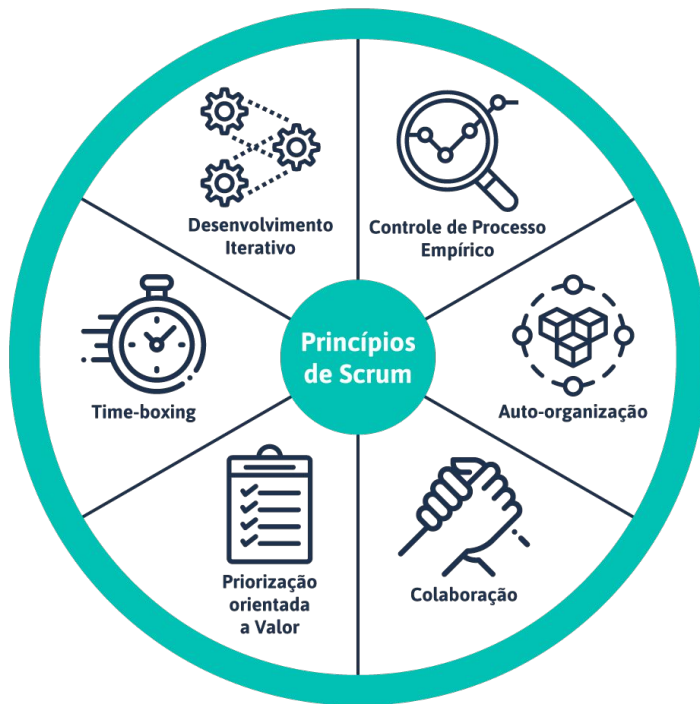 Princípios
de Scrum
Controle de Processo
Empírico
Auto-organização
Colaboração
Priorização
orientada
a Valor
Time-boxing
Desenvolvimento
Iterativo